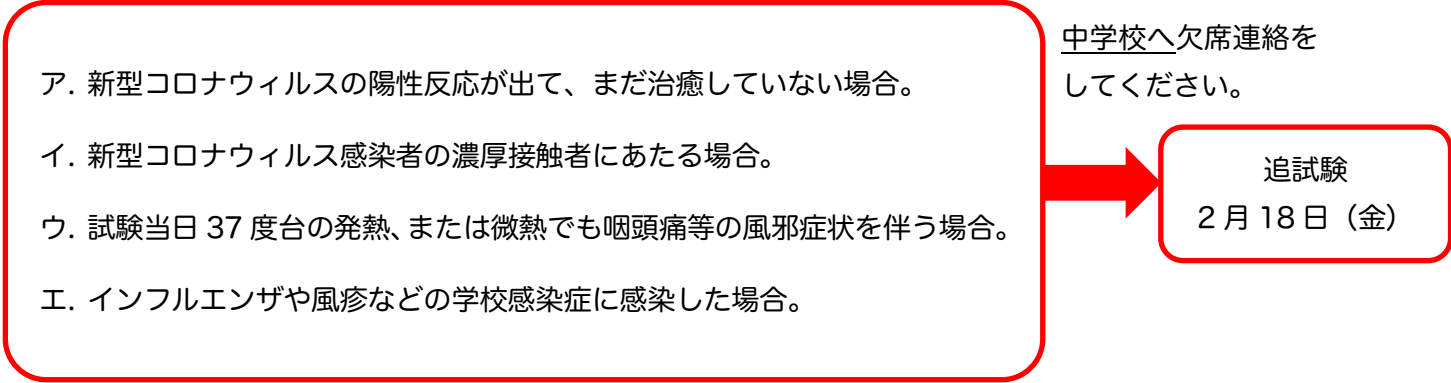 ア. 新型コロナウィルスの陽性反応が出て、まだ治癒していない場合。
イ. 新型コロナウィルス感染者の濃厚接触者にあたる場合。
ウ. 試験当日 37 度台の発熱、または微熱でも咽頭痛等の風邪症状を伴う場合。
エ. インフルエンザや風疹などの学校感染症に感染した場合。
中学校へ欠席連絡を
してください。
追試験
2 月 18 日（金）